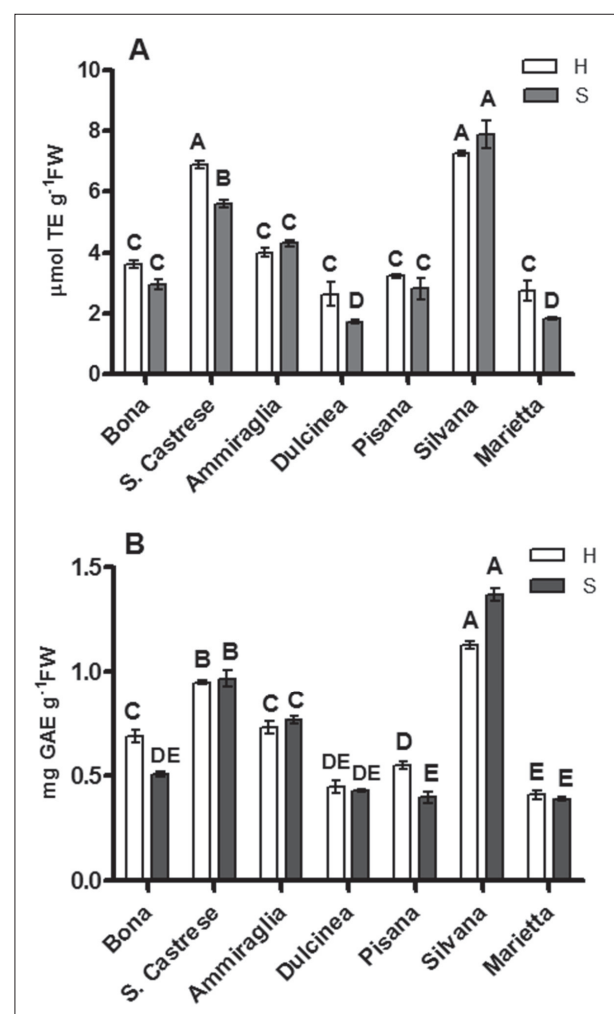 A
H
S
μmol TE g⁻¹FW
10
8
6
4
2
0
C C A B C C C D C C A A C D
Bona S. Castrese Ammiraglia Dulcinea Pisana Silvana Marietta
B
H
S
mg GAE g⁻¹FW
1.5
1.0
0.5
0.0
C DE B B C C DE DE D E A A E E
Bona S. Castrese Ammiraglia Dulcinea Pisana Silvana Marietta